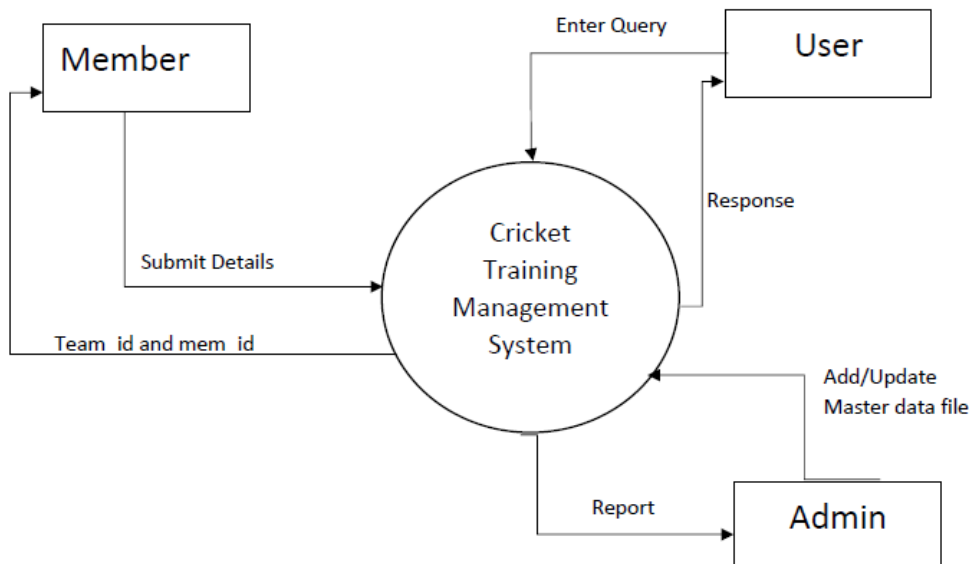 Enter Query
Member
User
Response
Cricket
Training
Management
System
Submit Details
Team_id and mem_id
Add/Update
Master data file
Report
Admin